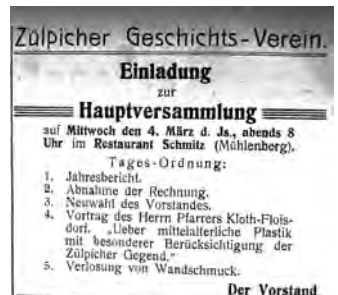 Zülpicher Geschichts-Verein.
Einladung
zur
Hauptversammlung
auf Mittwoch den 4. März d. Js., abends 8
Uhr im Restaurant Schmitz (Mühlenberg).
Tages-Ordnung:
1. Jahresbericht.
2. Abnahme der Rechnung.
3. Neuwahl des Vorstandes.
4. Vortrag des Herrn Pfarrers Kloth-Flois-
dorf. „Ueber mittelalterliche Plastik
mit besonderer Berücksichtigung der
Zülpicher Gegend."
5. Verlosung von Wandschmuck.
Der Vorstand